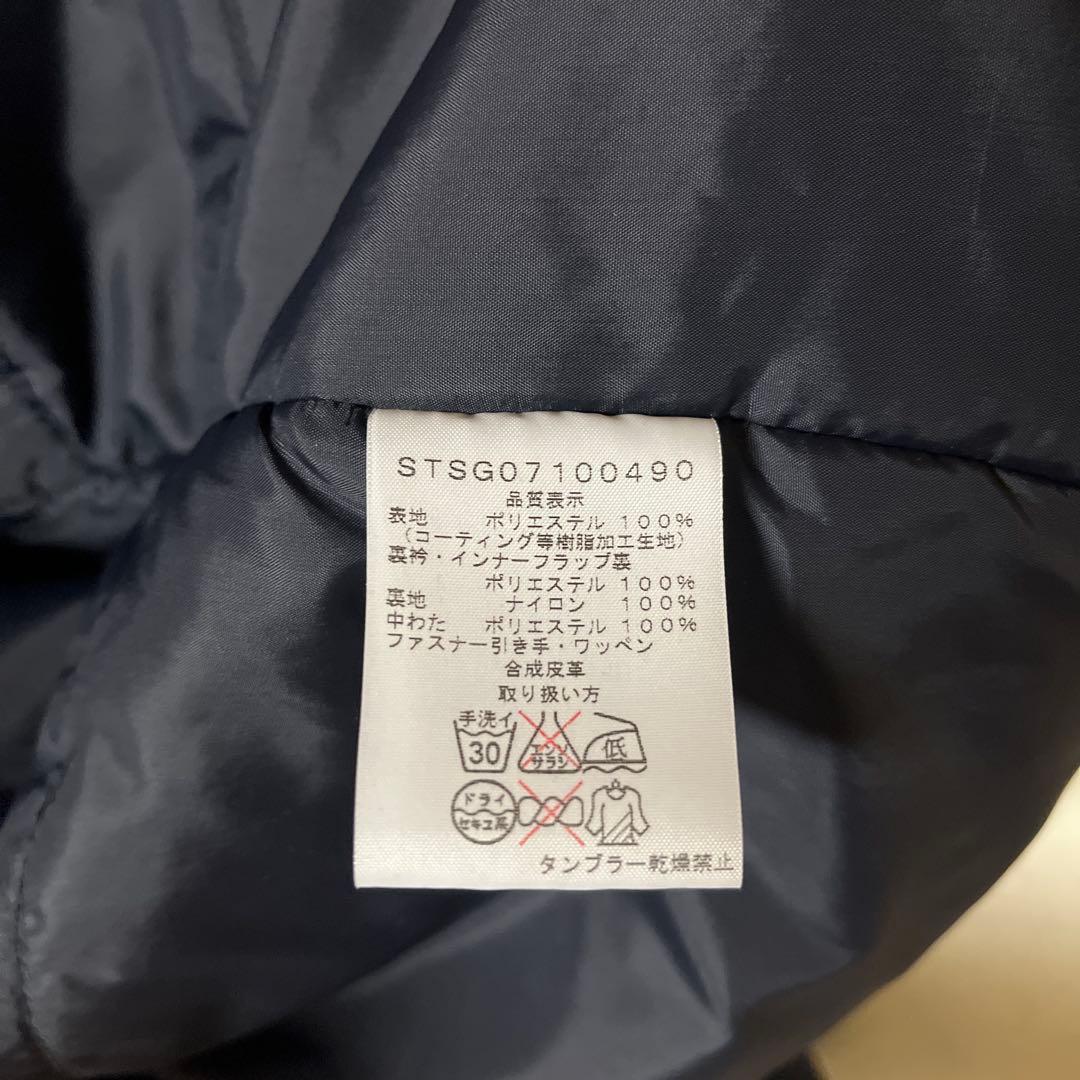 STSG07100490
品質表示
表地 ポリエステル 100%
(コーティング等樹脂加工生地)
裏衿・インナーフラップ裏
ポリエステル 100%
裏地 ナイロン 100%
中わた ポリエステル 100%
ファスナー引き手・ワッペン
合成皮革
取り扱い方
手洗イ
30
エンソ
サラシ
低
ドライ
セキユ系
タンブラー乾燥禁止